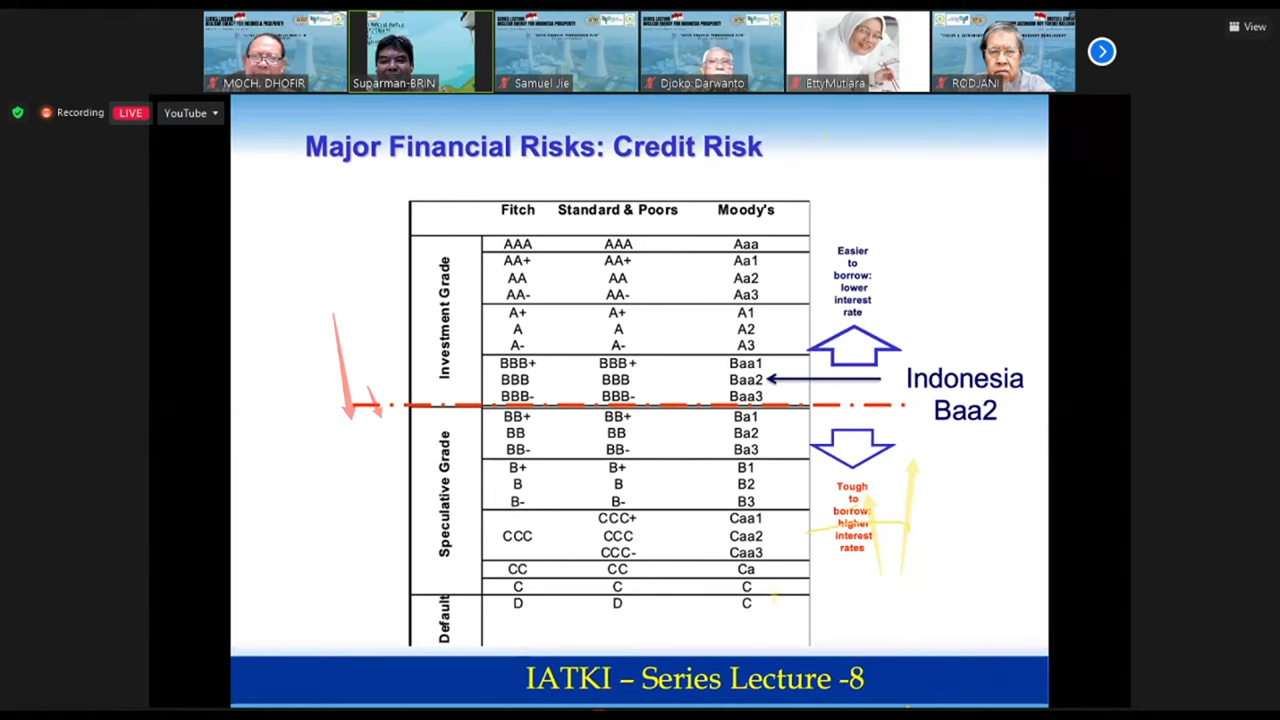 MOCH. DHOFIR
Suparman-BRIN
Samuel Jie
Djoko Darwanto
EttyMutiara
RODJANI
View
Recording
LIVE
YouTube
Major Financial Risks: Credit Risk
Fitch Standard & Poors Moody's
Investment Grade
AAA AAA Aaa
AA+ AA+ Aa1
AA AA Aa2
AA- AA- Aa3
A+ A+ A1
A A A2
A- A- A3
BBB+ BBB+ Baa1
BBB BBB Baa2
BBB- BBB- Baa3
Speculative Grade
BB+ BB+ Ba1
BB BB Ba2
BB- BB- Ba3
B+ B+ B1
B B B2
B- B- B3
CCC+ Caa1
CCC CCC Caa2
CCC- Caa3
CC CC Ca
C C C
Default
D D C
Easier
to
borrow:
lower
interest
rate
Indonesia
Baa2
Tough
to
borrow:
higher
interest
rates
IATKI – Series Lecture -8